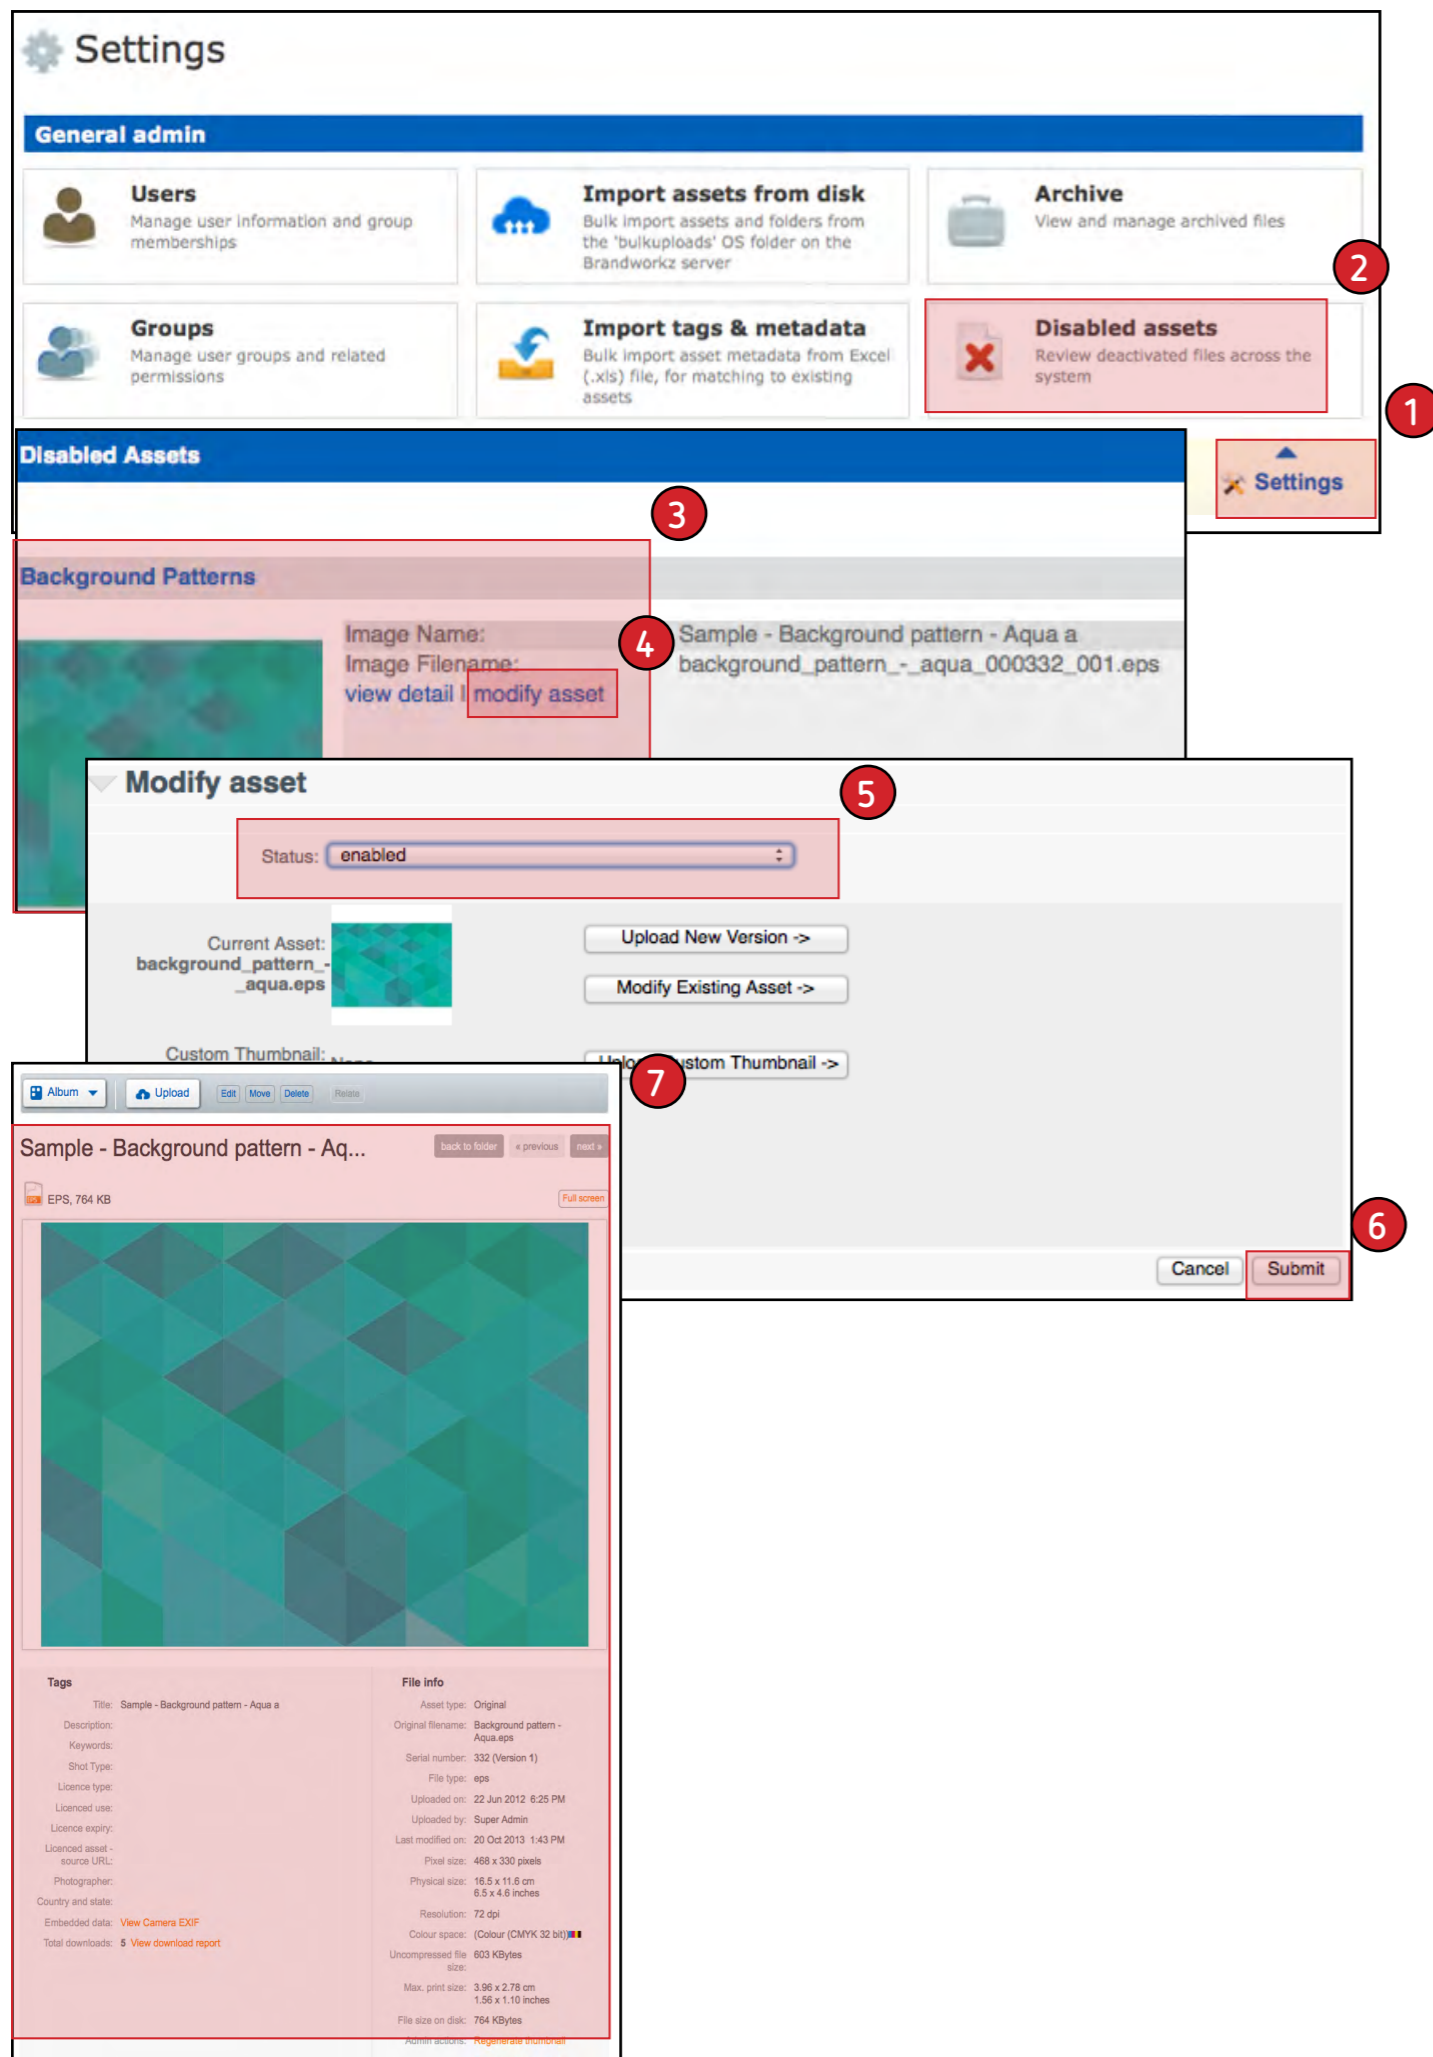 Settings
General admin
Users
Manage user information and group
memberships
Import assets from disk
Bulk import assets and folders from
the 'bulkuploads' OS folder on the
Brandworkz server
Archive
View and manage archived files
2
Groups
Manage user groups and related
permissions
Import tags & metadata
Bulk import asset metadata from Excel
(.xls) file, for matching to existing
assets
Disabled assets
Review deactivated files across the
system
1
Settings
Disabled Assets
3
Background Patterns
Image Name:
Sample - Background pattern - Aqua a
4
Image Filename:
background_pattern_-_aqua_000332_001.eps
view detail | modify asset
Modify asset
5
Status: enabled
Current Asset:
background_pattern_-
_aqua.eps
Upload New Version ->
Modify Existing Asset ->
Custom Thumbnail:
Custom Thumbnail ->
7
Album
Upload
Edit
Move
Delete
Relate
Sample - Background pattern - Aq...
back to folder
« previous
next »
EPS, 764 KB
Full screen
6
Cancel
Submit
Tags
Title: Sample - Background pattern - Aqua a
Description:
Keywords:
Shot Type:
Licence type:
Licenced use:
Licence expiry:
Licenced asset -
source URL:
Photographer:
Country and state:
Embedded data: View Camera EXIF
Total downloads: 5 View download report
File info
Asset type: Original
Original filename: Background pattern -
Aqua.eps
Serial number: 332 (Version 1)
File type: eps
Uploaded on: 22 Jun 2012 6:25 PM
Uploaded by: Super Admin
Last modified on: 20 Oct 2013 1:43 PM
Pixel size: 468 x 330 pixels
Physical size: 16.5 x 11.6 cm
6.5 x 4.6 inches
Resolution: 72 dpi
Colour space: (Colour (CMYK 32 bit))
Uncompressed file 603 KBytes
size:
Max. print size: 3.96 x 2.78 cm
1.56 x 1.10 inches
File size on disk: 764 KBytes
Admin actions: Regenerate thumbnail